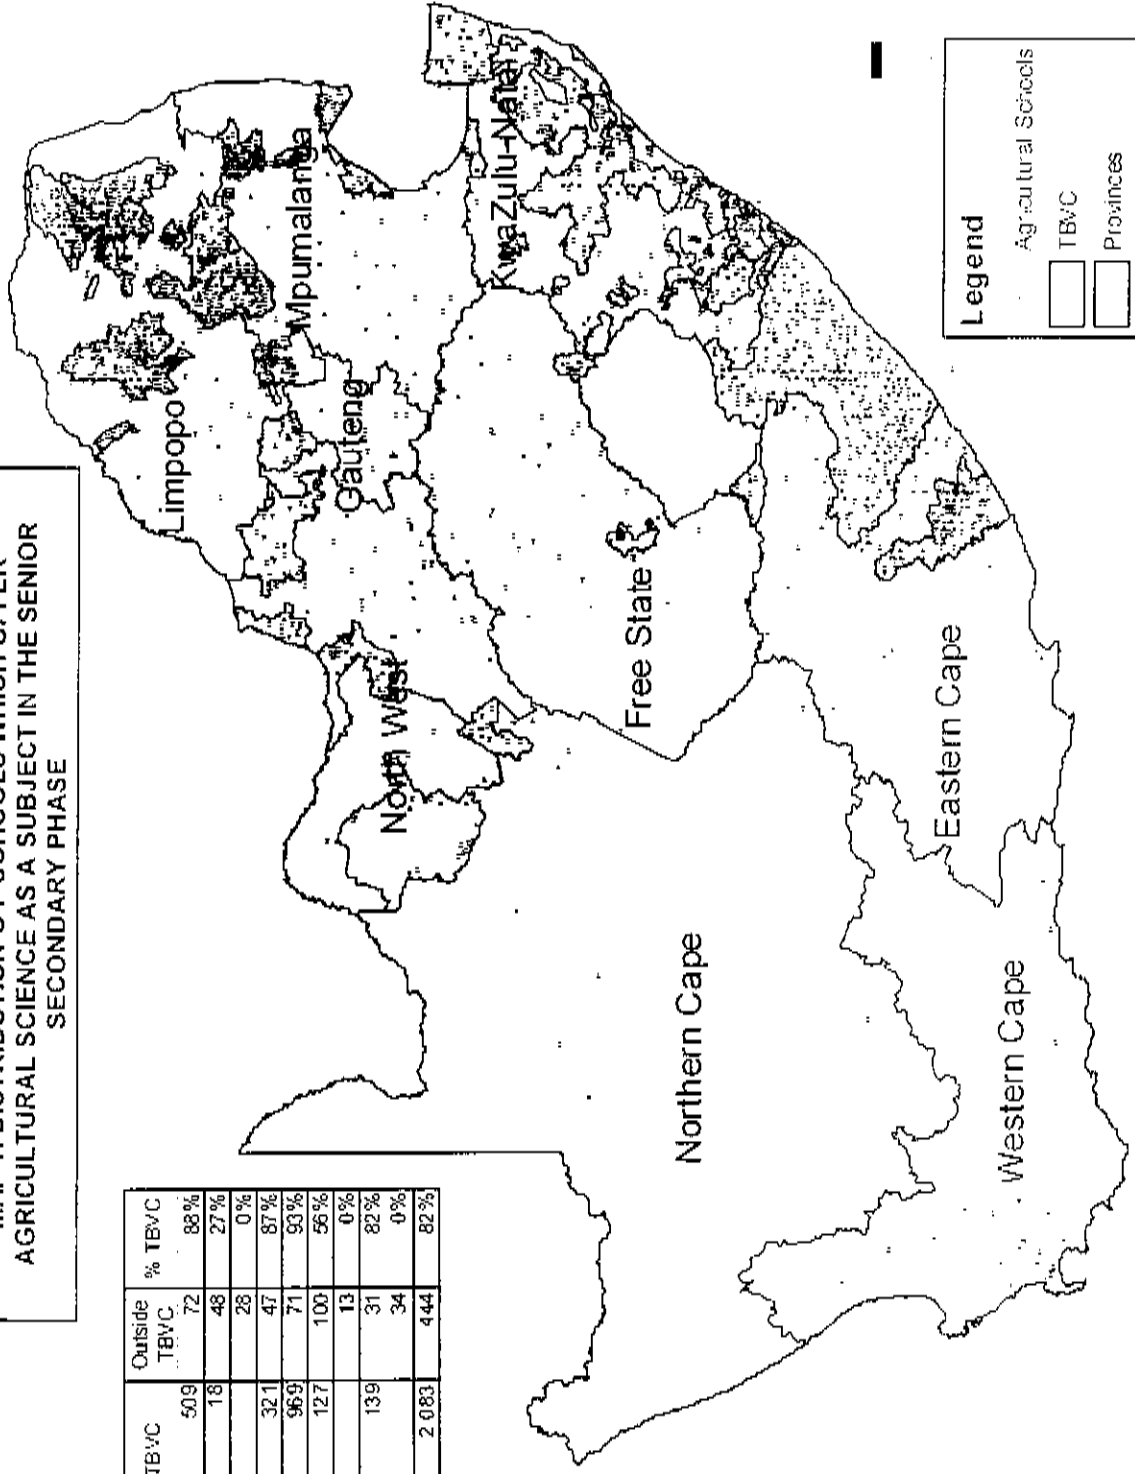 AGRICULTURAL SCIENCE AS A SUBJECT IN THE SENIOR
SECONDARY PHASE
TBVC Outside TBVC % TBVC
509 72 88%
18 48 27%
28 0%
321 47 87%
969 71 93%
127 100 56%
13 0%
139 31 82%
34 0%
2 083 444 82%
Limpopo
Mpumalanga
Gauteng
North West
KwaZulu-Natal
Free State
Northern Cape
Eastern Cape
Western Cape
Legend
Agricultural Schools
TBVC
Provinces